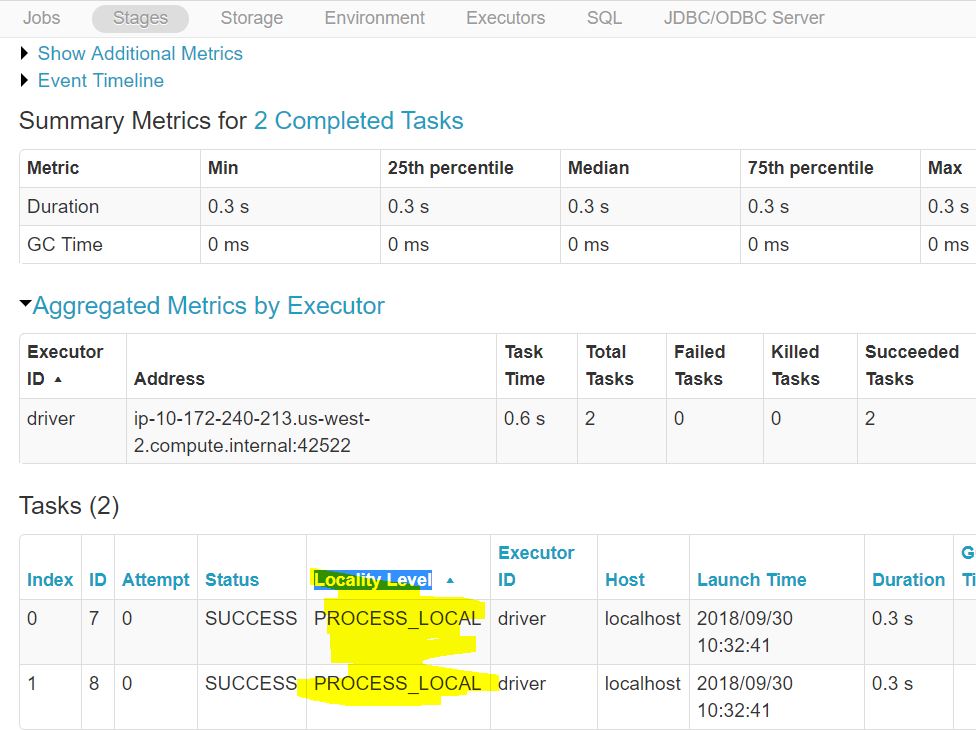 Jobs Stages Storage Environment Executors SQL JDBC/ODBC Server
Show Additional Metrics
Event Timeline
Summary Metrics for 2 Completed Tasks
Metric Min 25th percentile Median 75th percentile Max
Duration 0.3 s 0.3 s 0.3 s 0.3 s 0.3 s
GC Time 0 ms 0 ms 0 ms 0 ms 0 ms
Aggregated Metrics by Executor
Executor Task Total Failed Killed Succeeded
ID Address Time Tasks Tasks Tasks Tasks
driver ip-10-172-240-213.us-west- 0.6 s 2 0 0 2
2.compute.internal:42522
Tasks (2)
Executor G
Index ID Attempt Status Locality Level ID Host Launch Time Duration Ti
0 7 0 SUCCESS PROCESS_LOCAL driver localhost 2018/09/30 0.3 s
10:32:41
1 8 0 SUCCESS PROCESS_LOCAL driver localhost 2018/09/30 0.3 s
10:32:41